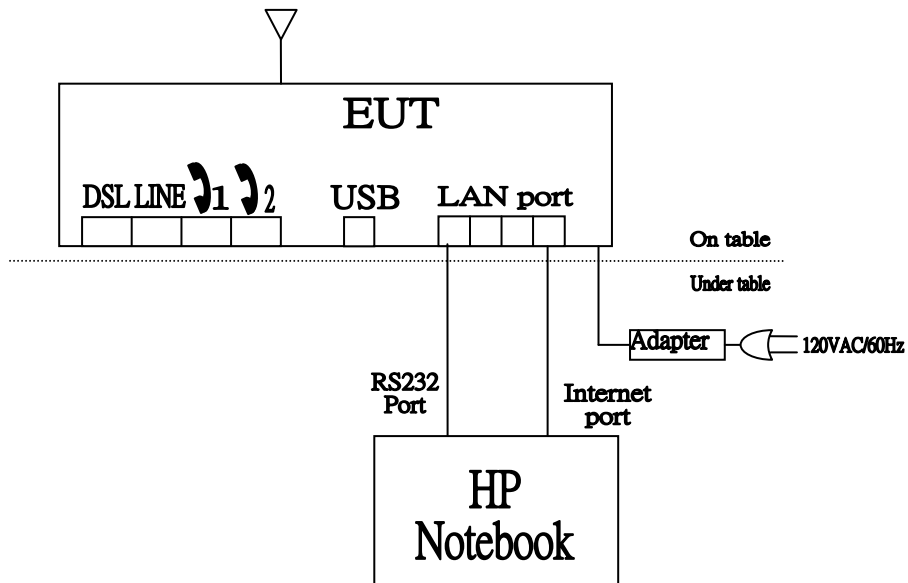 EUT
DSL LINE 1 2
USB
LAN port
On table
Under table
Adapter
120VAC/60Hz
RS232
Port
Internet
port
HP
Notebook